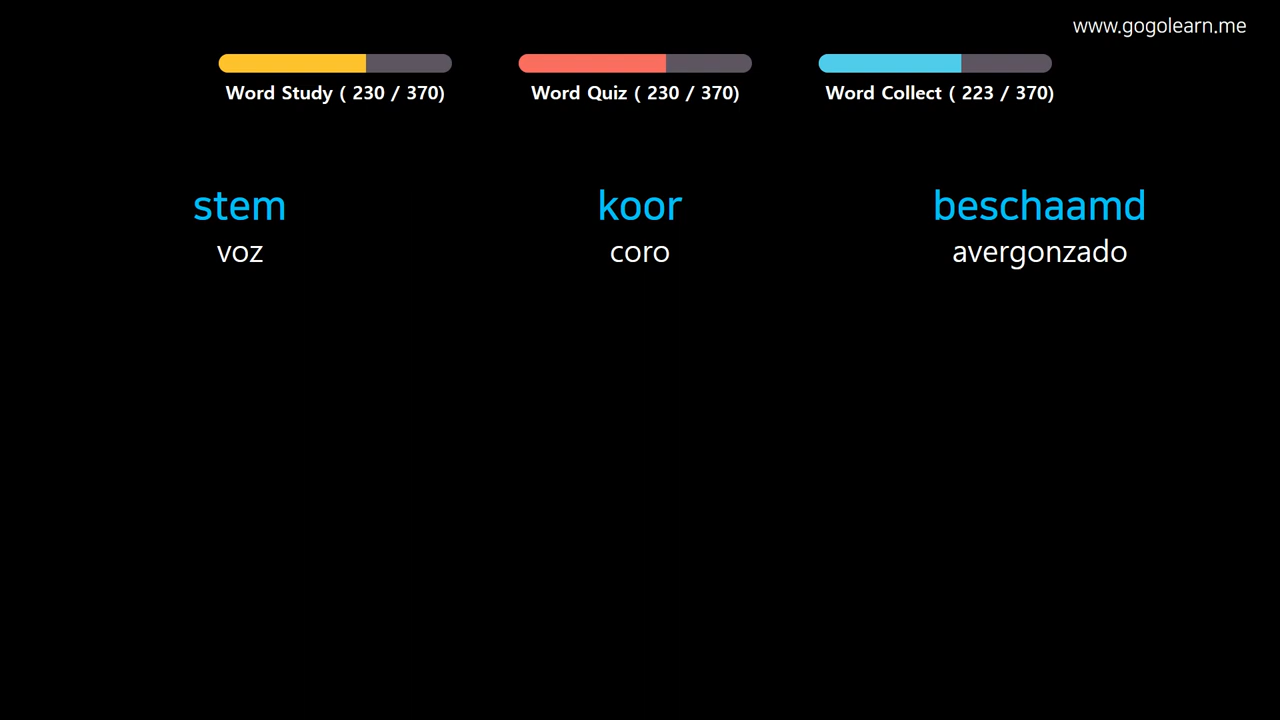 www.gogolearn.me
Word Study ( 230 / 370)
Word Quiz ( 230 / 370)
Word Collect ( 223 / 370)
stem
voz
koor
coro
beschaamd
avergonzado